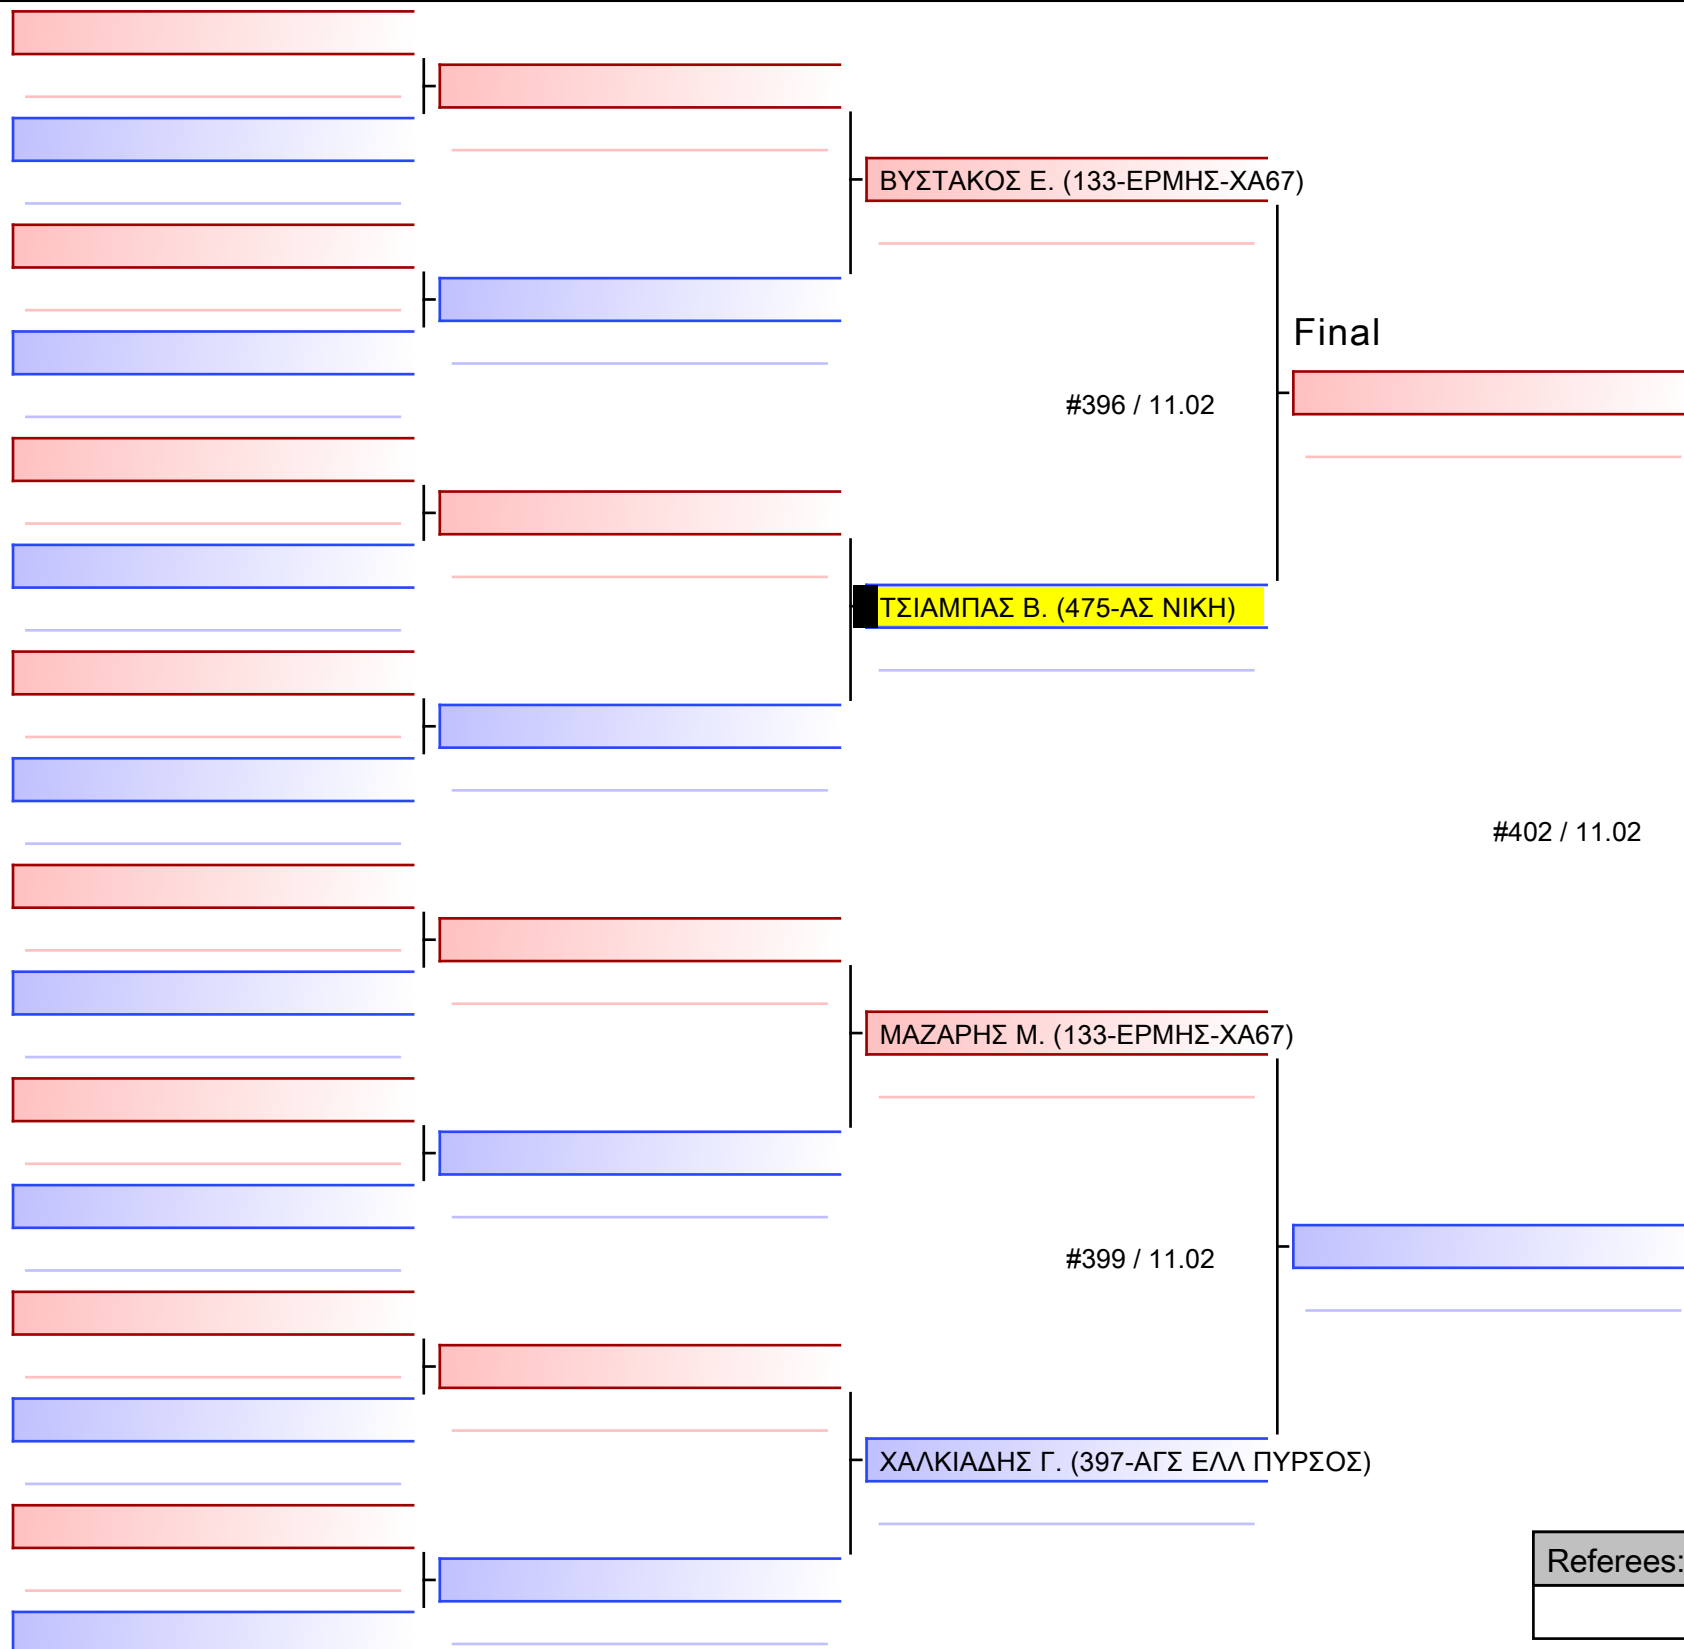 ΒΥΣΤΑΚΟΣ Ε. (133-ΕΡΜΗΣ-ΧΑ67)
Final
#396 / 11.02
ΤΣΙΑΜΠΑΣ Β. (475-ΑΣ ΝΙΚΗ)
#402 / 11.02
ΜΑΖΑΡΗΣ Μ. (133-ΕΡΜΗΣ-ΧΑ67)
#399 / 11.02
ΧΑΛΚΙΑΔΗΣ Γ. (397-ΑΓΣ ΕΛΛ ΠΥΡΣΟΣ)
Referees: